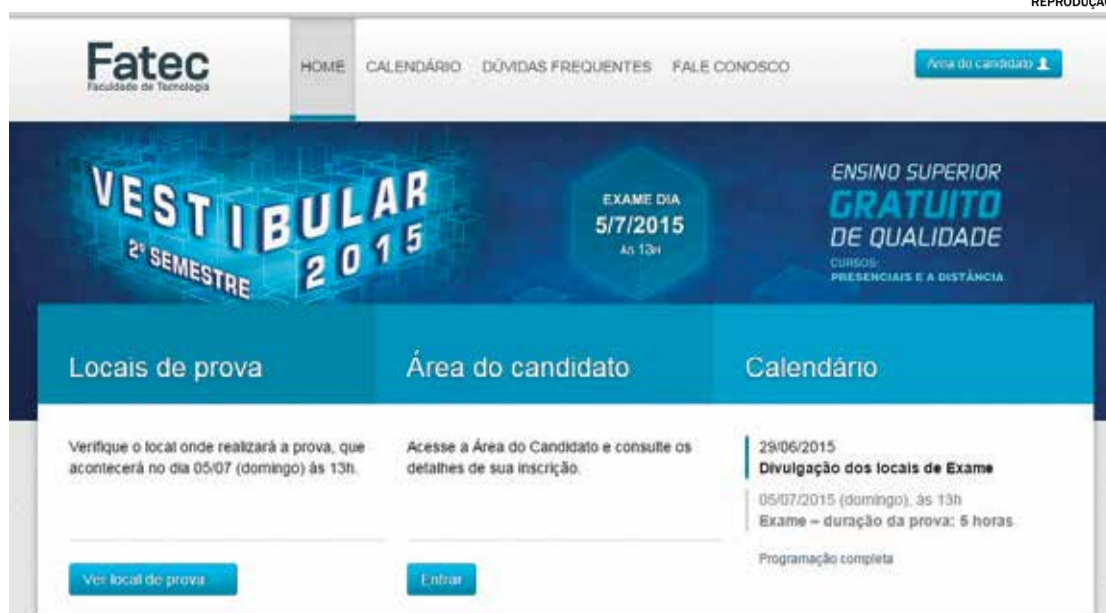 REPRODUÇÃO
Fatec
Faculdade de Tecnologia
HOME CALENDÁRIO DÚVIDAS FREQUENTES FALE CONOSCO
Área do candidato
VESTIBULAR
2º SEMESTRE 2015
EXAME DIA
5/7/2015
ÀS 13H
ENSINO SUPERIOR
GRATUITO
DE QUALIDADE
CURSOS:
PRESENCIAIS E A DISTÂNCIA
Locais de prova
Verifique o local onde realizará a prova, que
acontecerá no dia 05/07 (domingo) às 13h.
Ver local de prova
Área do candidato
Acesse a Área do Candidato e consulte os
detalhes de sua inscrição.
Entrar
Calendário
29/06/2015
Divulgação dos locais de Exame
05/07/2015 (domingo), às 13h
Exame – duração da prova: 5 horas
Programação completa